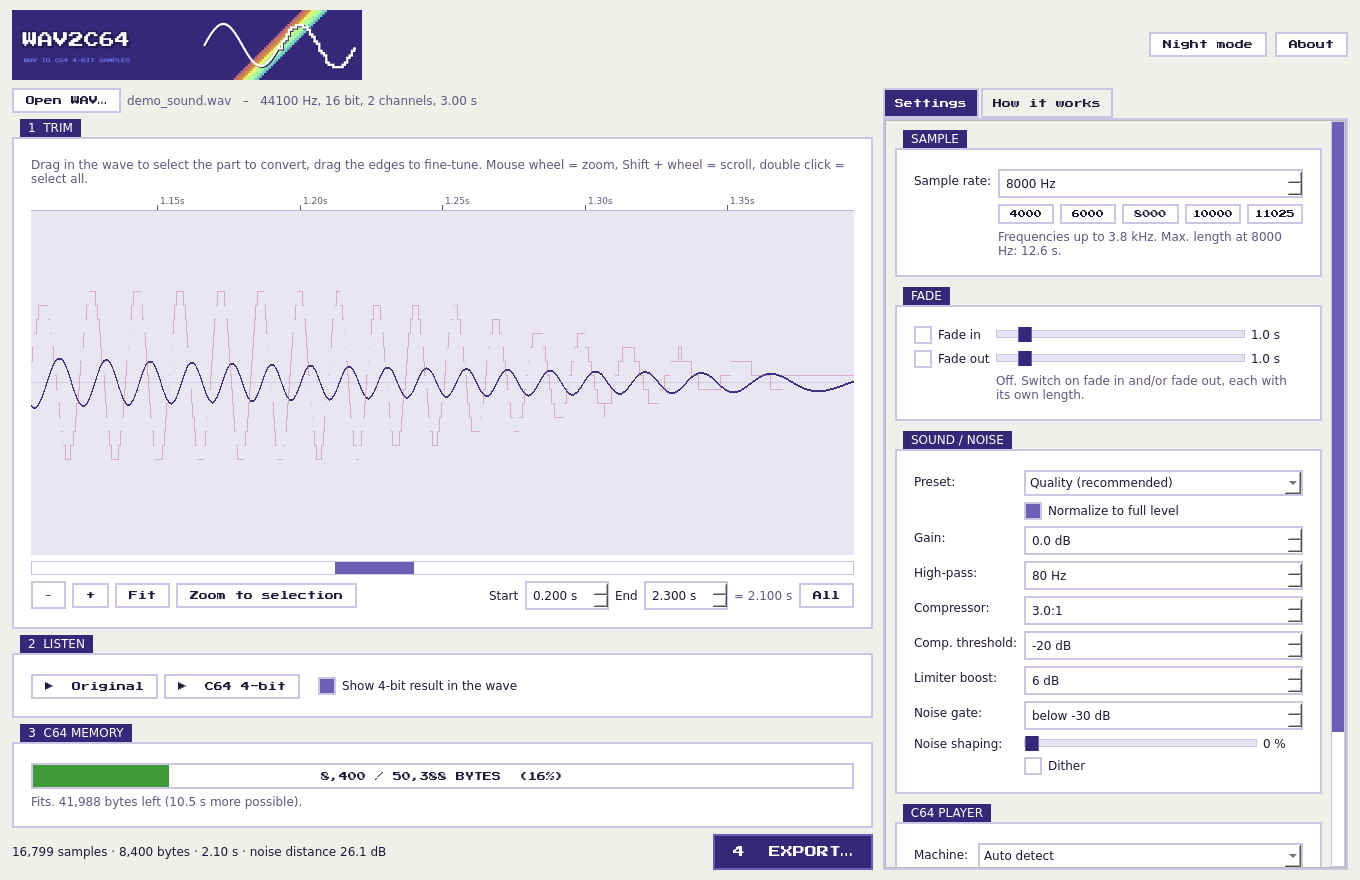 WAV2C64
WAV TO C64 4-BIT SAMPLES
Night mode
About
Open WAV…
demo_sound.wav – 44100 Hz, 16 bit, 2 channels, 3.00 s
1 TRIM
Drag in the wave to select the part to convert, drag the edges to fine-tune. Mouse wheel = zoom, Shift + wheel = scroll, double click =
select all.
1.15s 1.20s 1.25s 1.30s 1.35s
- + Fit Zoom to selection Start 0.200 s End 2.300 s = 2.100 s All
2 LISTEN
▶ Original ▶ C64 4-bit Show 4-bit result in the wave
3 C64 MEMORY
8,400 / 50,388 BYTES (16%)
Fits. 41,988 bytes left (10.5 s more possible).
16,799 samples · 8,400 bytes · 2.10 s · noise distance 26.1 dB
4 EXPORT…
Settings How it works
SAMPLE
Sample rate: 8000 Hz
4000 6000 8000 10000 11025
Frequencies up to 3.8 kHz. Max. length at 8000
Hz: 12.6 s.
FADE
Fade in 1.0 s
Fade out 1.0 s
Off. Switch on fade in and/or fade out, each with
its own length.
SOUND / NOISE
Preset: Quality (recommended)
Normalize to full level
Gain: 0.0 dB
High-pass: 80 Hz
Compressor: 3.0:1
Comp. threshold: -20 dB
Limiter boost: 6 dB
Noise gate: below -30 dB
Noise shaping: 0 %
Dither
C64 PLAYER
Machine: Auto detect